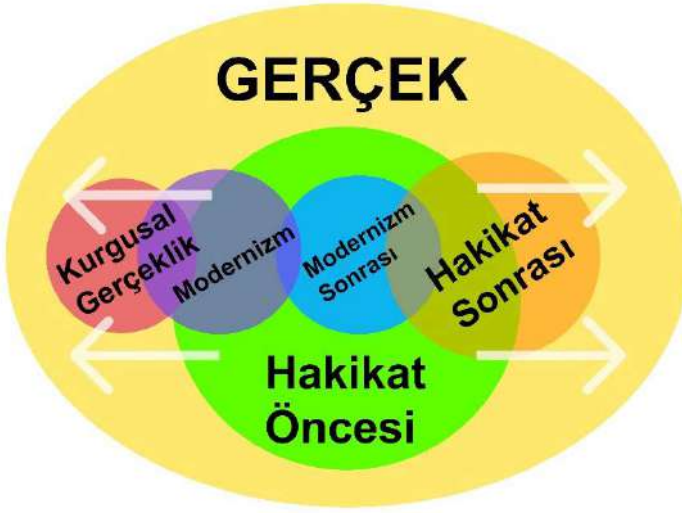 GERÇEK
Kurgusal
Gerçeklik
Modernizm
Modernizm
Sonrası
Hakikat
Sonrası
Hakikat
Öncesi